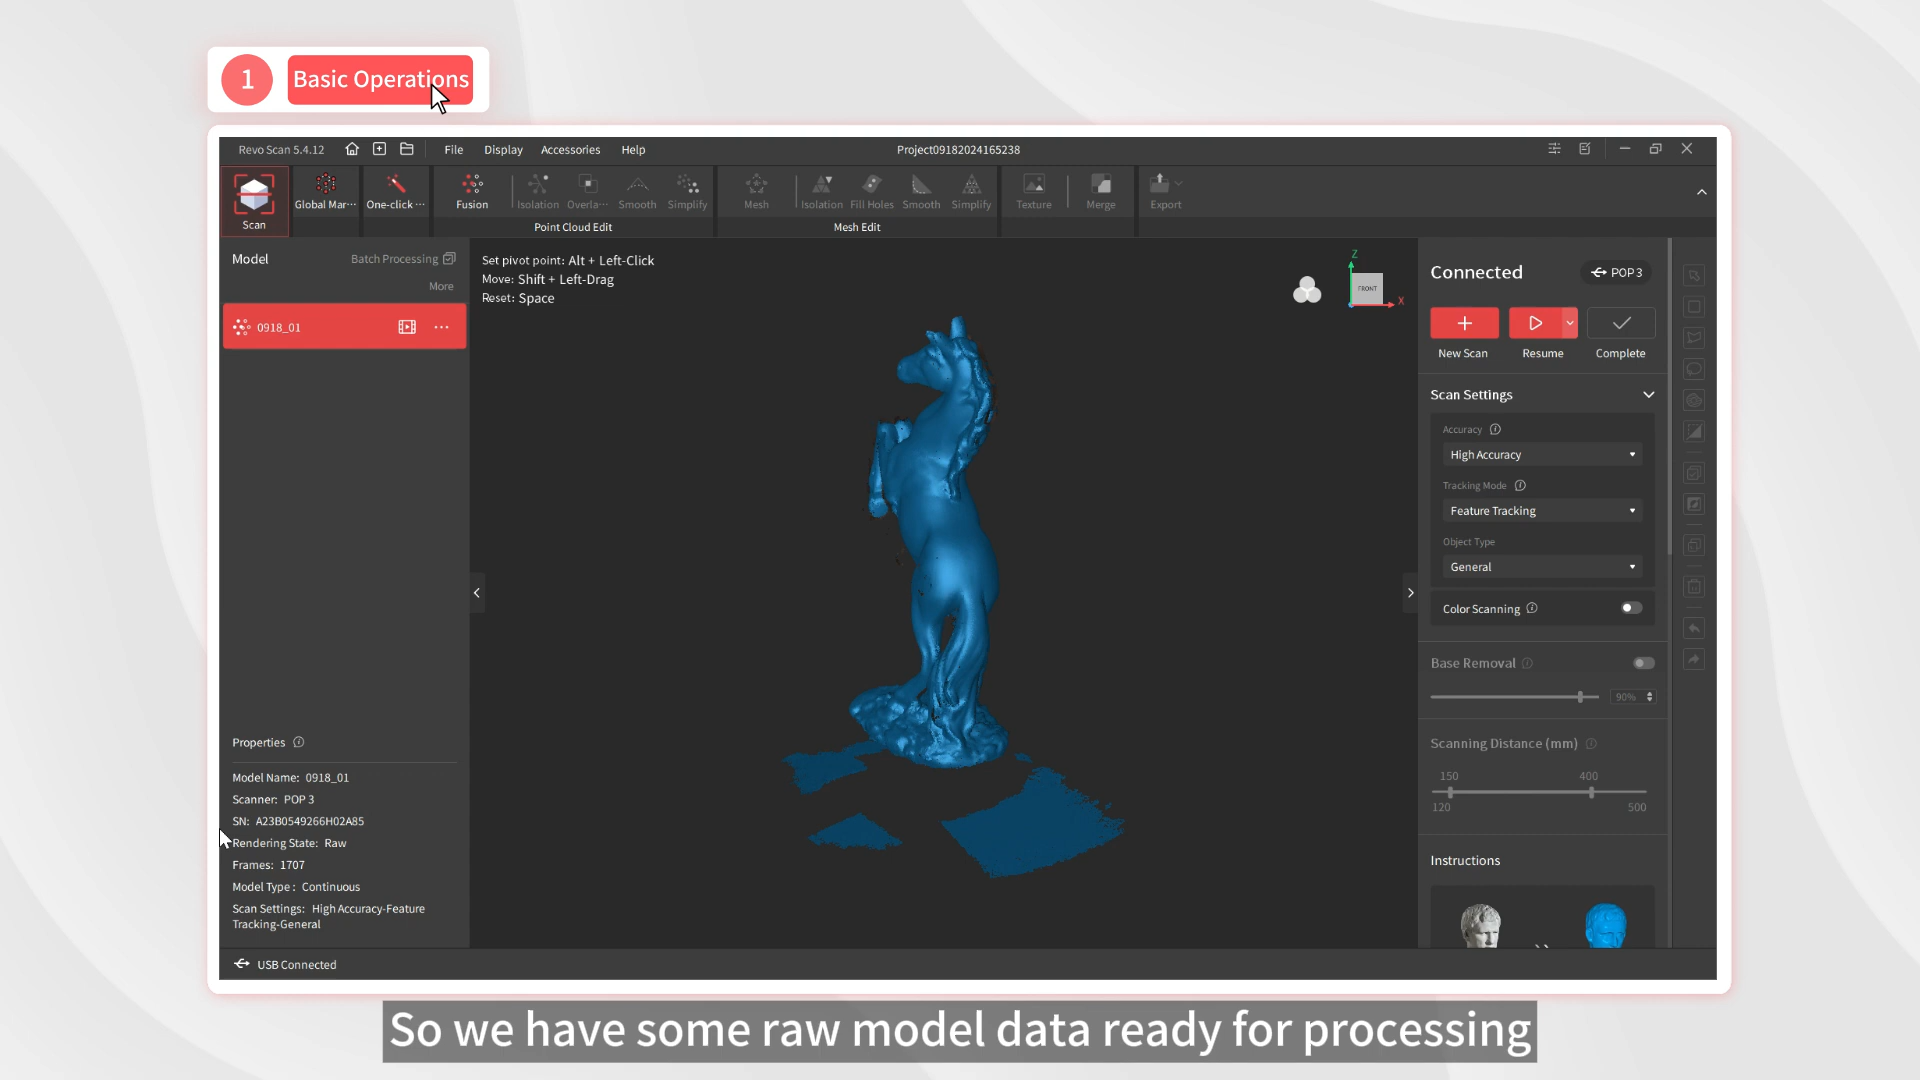 1
Basic Operations
Revo Scan 5.4.12
File
Display
Accessories
Help
Project09182024165238
Scan
Global Mar···
One-click ···
Fusion
Isolation
Overla···
Smooth
Simplify
Point Cloud Edit
Mesh
Isolation
Fill Holes
Smooth
Simplify
Mesh Edit
Texture
Merge
Export
Model
Batch Processing
More
0918_01
Set pivot point: Alt + Left-Click
Move: Shift + Left-Drag
Reset: Space
Z
FRONT
X
Connected
POP 3
New Scan
Resume
Complete
Scan Settings
Accuracy
High Accuracy
Tracking Mode
Feature Tracking
Object Type
General
Color Scanning
Base Removal
90%
Scanning Distance (mm)
150
400
120
500
Instructions
Properties
Model Name: 0918_01
Scanner: POP 3
SN: A23B0549266H02A85
Rendering State: Raw
Frames: 1707
Model Type : Continuous
Scan Settings: High Accuracy-Feature
Tracking-General
USB Connected
So we have some raw model data ready for processing